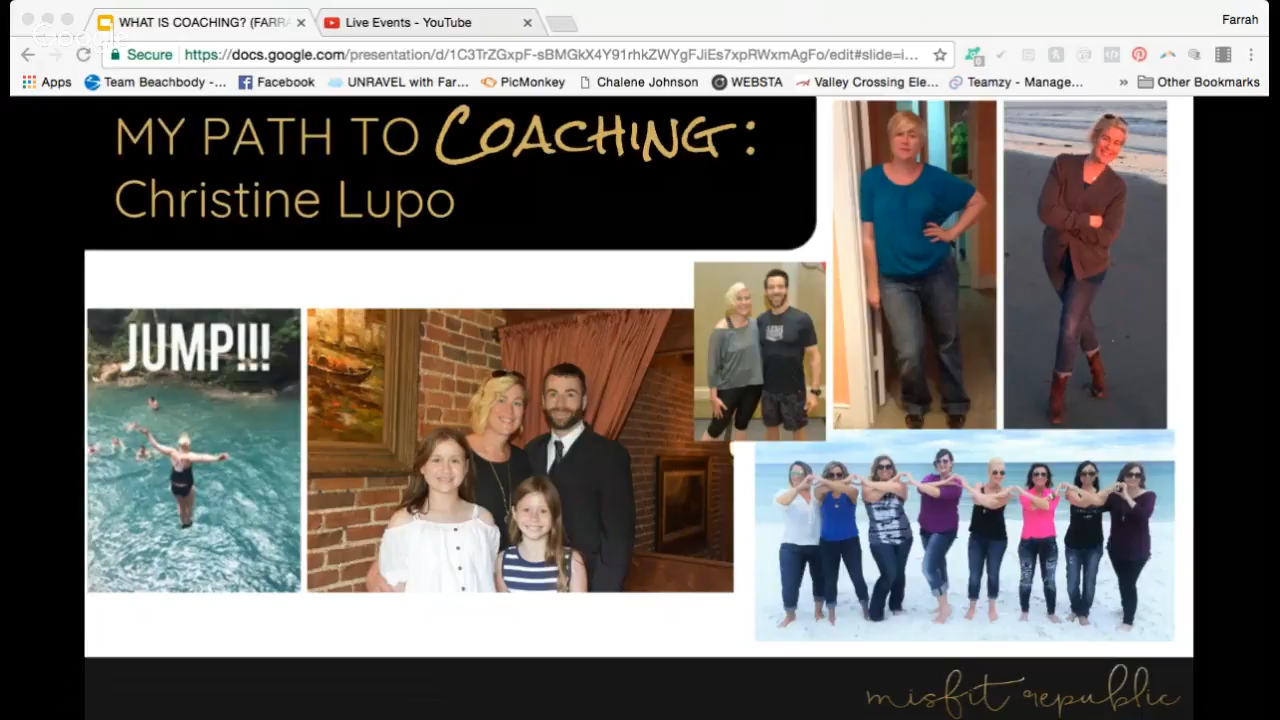 WHAT IS COACHING? (FARRA
Live Events - YouTube
Farrah
Google
Secure
https://docs.google.com/presentation/d/1C3TrZGxpF-sBMGkX4Y91rhkZWYgFJiEs7xpRWxmAgFo/edit#slide=i...
Apps
Team Beachbody -...
Facebook
UNRAVEL with Far...
PicMonkey
Chalene Johnson
WEBSTA
Valley Crossing Ele...
Teamzy - Manage...
»
Other Bookmarks
MY PATH TO COACHING:
Christine Lupo
JUMP!!!
misfit republic